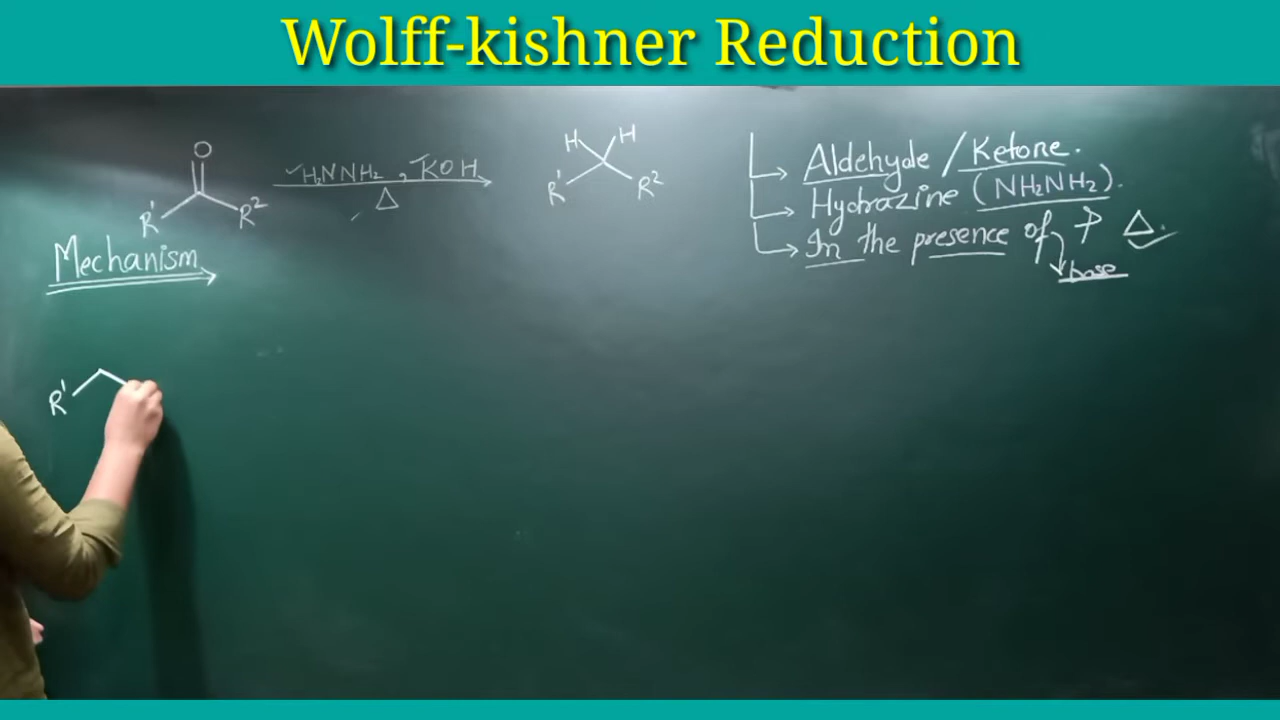 Wolff-kishner Reduction
O
R' R²
H₂NNH₂, KOH
Δ
H H
R' R²
→ Aldehyde / Ketone.
→ Hydrazine (NH₂NH₂).
→ In the presence of Δ.
base
Mechanism
R'